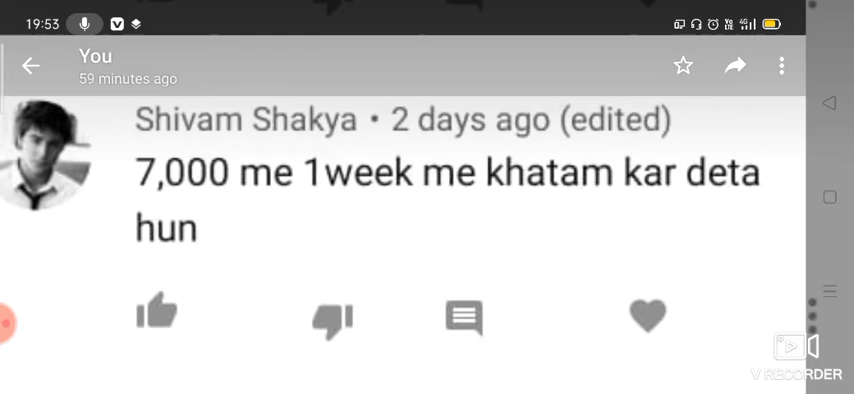 19:53
You
59 minutes ago
Shivam Shakya • 2 days ago (edited)
7,000 me 1week me khatam kar deta
hun
V RECORDER